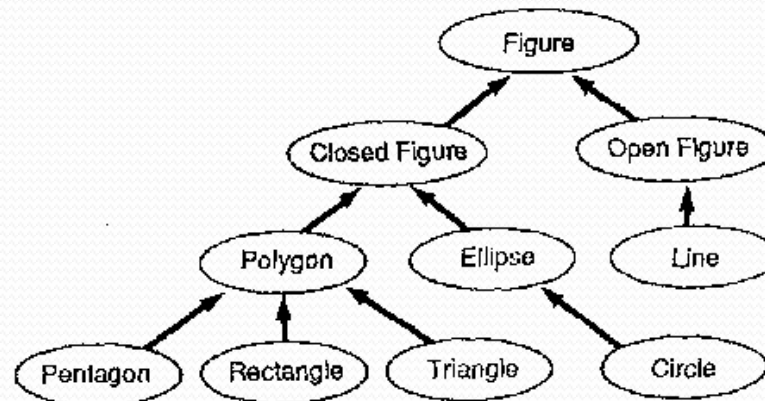 Figure
Closed Figure
Open Figure
Polygon
Ellipse
Line
Pentagon
Rectangle
Triangle
Circle